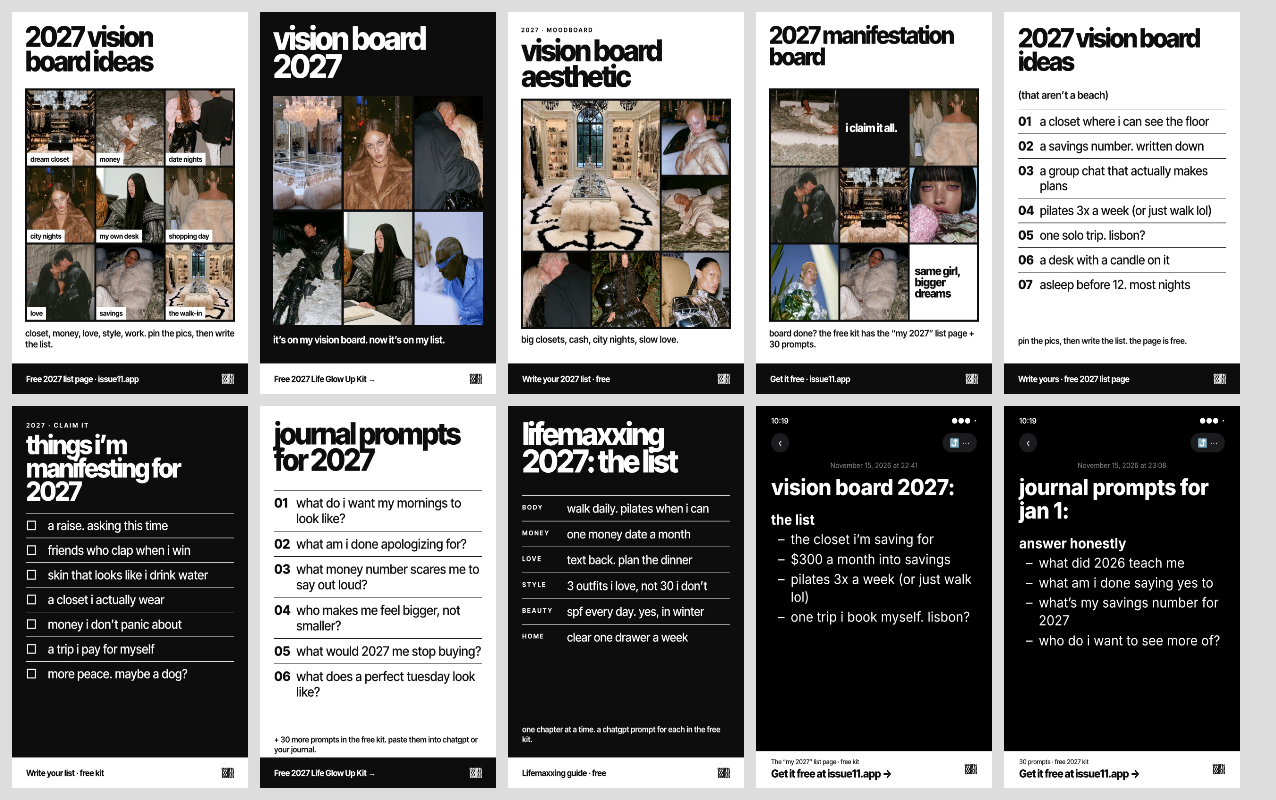 2027 vision
board ideas
dream closet
money
date nights
city nights
my own desk
shopping day
love
savings
the walk-in
closet, money, love, style, work. pin the pics, then write
the list.
Free 2027 list page · issue11.app
vision board
2027
it's on my vision board. now it's on my list.
Free 2027 Life Glow Up Kit →
2027 · MOODBOARD
vision board
aesthetic
big closets, cash, city nights, slow love.
Write your 2027 list · free
2027 manifestation
board
i claim it all.
same girl,
bigger
dreams
board done? the free kit has the "my 2027" list page +
30 prompts.
Get it free · issue11.app
2027 vision board
ideas
(that aren't a beach)
01 a closet where i can see the floor
02 a savings number. written down
03 a group chat that actually makes
plans
04 pilates 3x a week (or just walk lol)
05 one solo trip. lisbon?
06 a desk with a candle on it
07 asleep before 12. most nights
pin the pics, then write the list. the page is free.
Write yours · free 2027 list page
2027 · CLAIM IT
things i'm
manifesting for
2027
a raise. asking this time
friends who clap when i win
skin that looks like i drink water
a closet i actually wear
money i don't panic about
a trip i pay for myself
more peace. maybe a dog?
Write your list · free kit
journal prompts
for 2027
01 what do i want my mornings to
look like?
02 what am i done apologizing for?
03 what money number scares me to
say out loud?
04 who makes me feel bigger, not
smaller?
05 what would 2027 me stop buying?
06 what does a perfect tuesday look
like?
+ 30 more prompts in the free kit. paste them into chatgpt or
your journal.
Free 2027 Life Glow Up Kit →
lifemaxxing
2027: the list
BODY walk daily. pilates when i can
MONEY one money date a month
LOVE text back. plan the dinner
STYLE 3 outfits i love, not 30 i don't
BEAUTY spf every day. yes, in winter
HOME clear one drawer a week
one chapter at a time. a chatgpt prompt for each in the free
kit.
Lifemaxxing guide · free
10:19
November 15, 2026 at 22:41
vision board 2027:
the list
– the closet i'm saving for
– $300 a month into savings
– pilates 3x a week (or just walk
lol)
– one trip i book myself. lisbon?
The "my 2027" list page · free kit
Get it free at issue11.app →
10:19
November 15, 2026 at 23:08
journal prompts for
jan 1:
answer honestly
– what did 2026 teach me
– what am i done saying yes to
– what's my savings number for
2027
– who do i want to see more of?
30 prompts · free 2027 kit
Get it free at issue11.app →